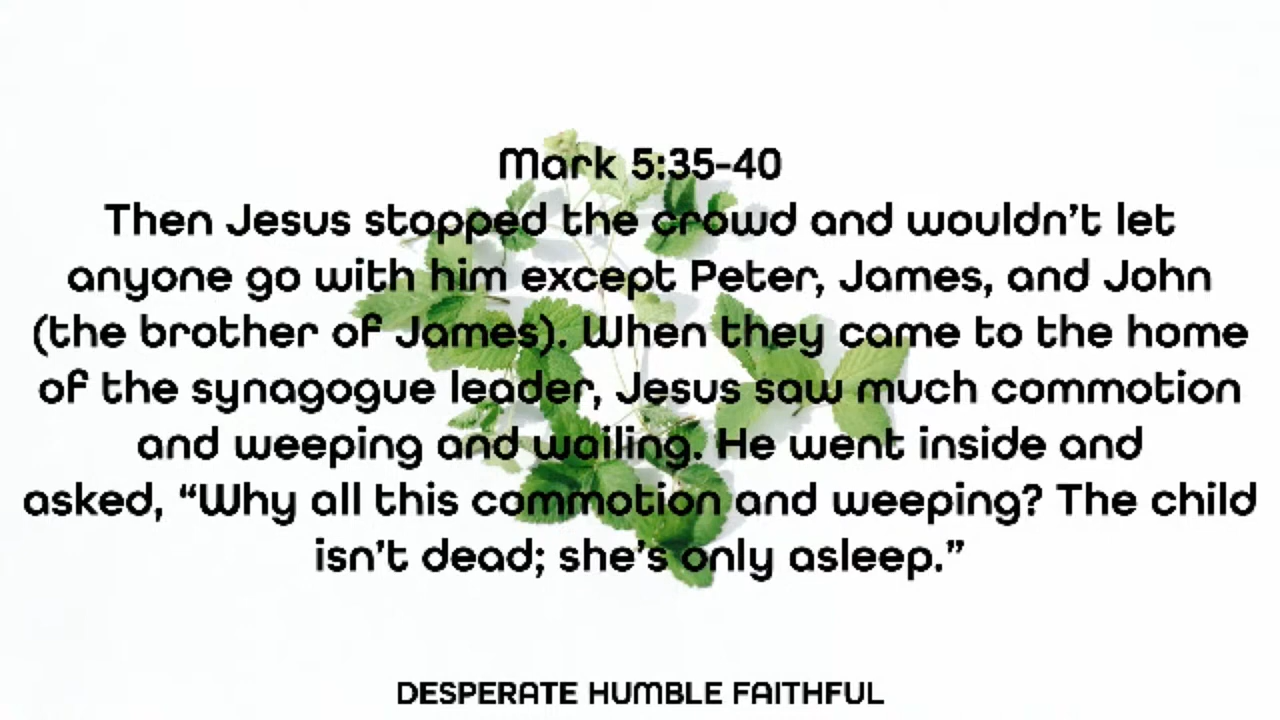 Mark 5:35-40
Then Jesus stopped the crowd and wouldn’t let
anyone go with him except Peter, James, and John
(the brother of James). When they came to the home
of the synagogue leader, Jesus saw much commotion
and weeping and wailing. He went inside and
asked, “Why all this commotion and weeping? The child
isn’t dead; she’s only asleep.”
DESPERATE HUMBLE FAITHFUL